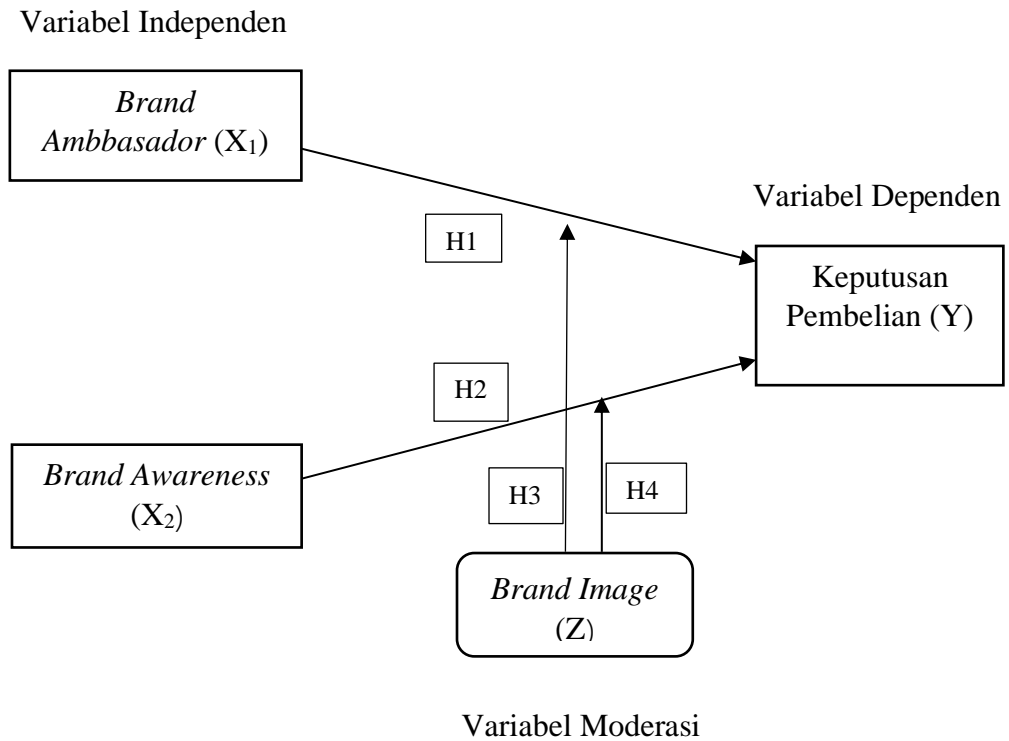 Variabel Independen
Brand
Ambbasador (X₁)
Variabel Dependen
H1
Keputusan
Pembelian (Y)
H2
Brand Awareness
(X₂)
H3
H4
Brand Image
(Z)
Variabel Moderasi